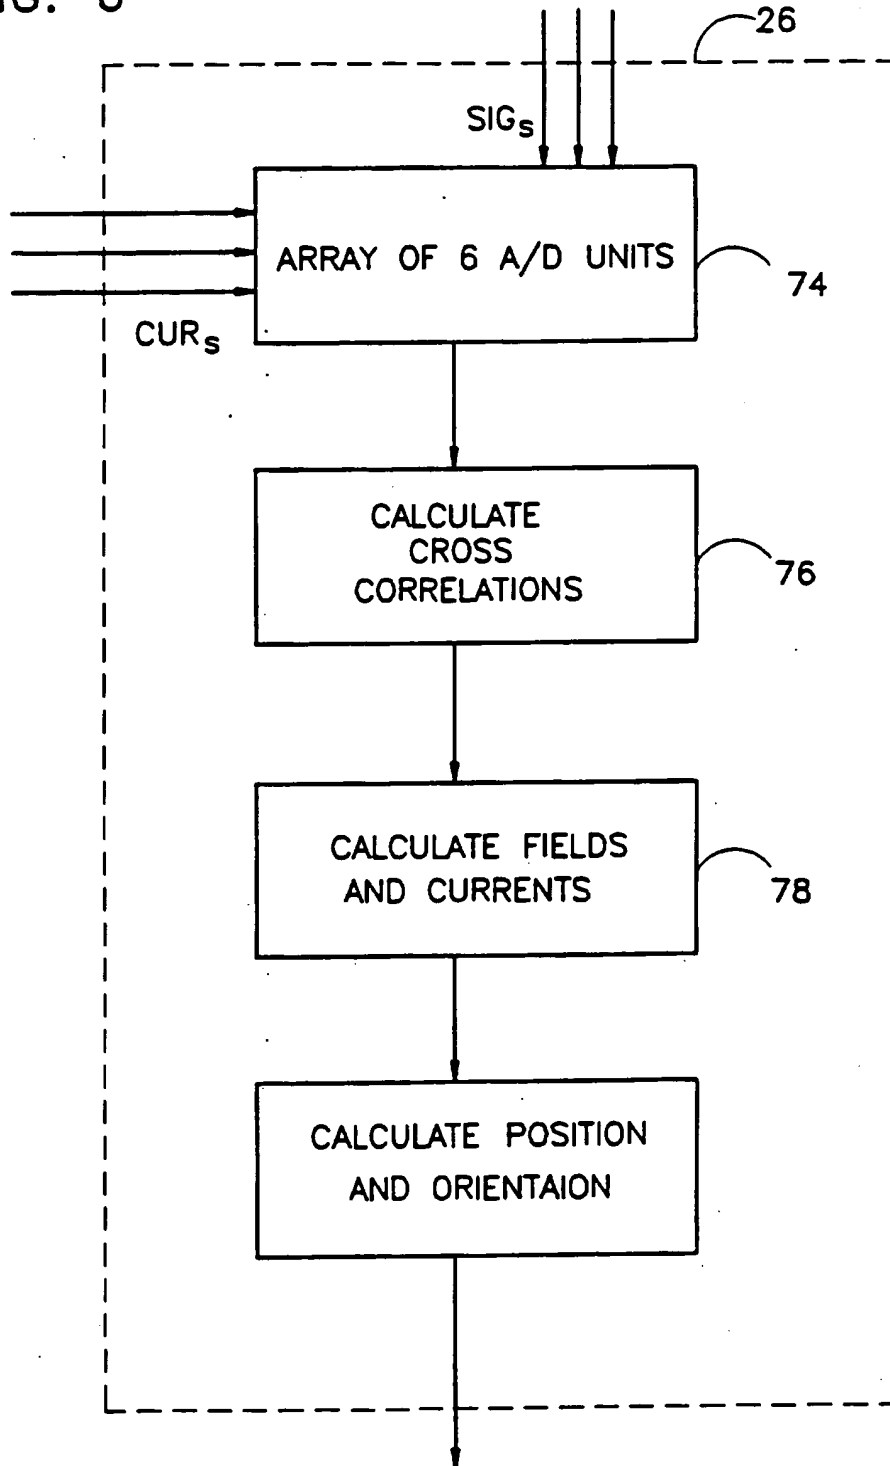 26
SIGs
ARRAY OF 6 A/D UNITS
74
CURs
CALCULATE
CROSS
CORRELATIONS
76
CALCULATE FIELDS
AND CURRENTS
78
CALCULATE POSITION
AND ORIENTAION